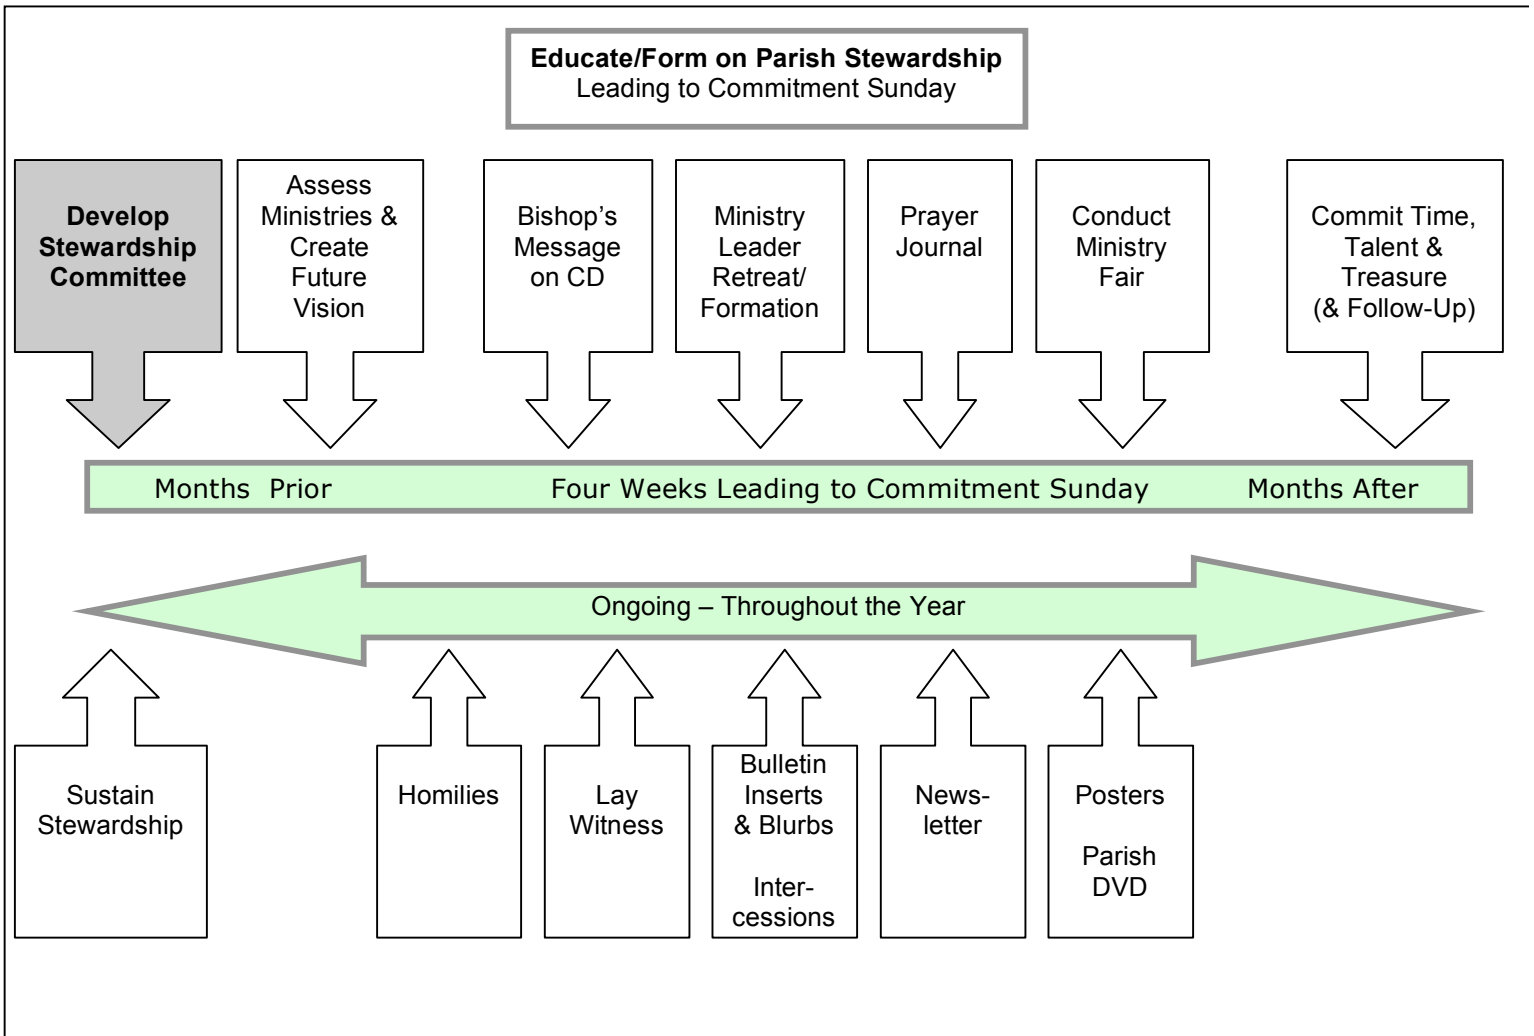 Educate/Form on Parish Stewardship
Leading to Commitment Sunday
Develop
Stewardship
Committee
Assess
Ministries &
Create
Future
Vision
Bishop's
Message
on CD
Ministry
Leader
Retreat/
Formation
Prayer
Journal
Conduct
Ministry
Fair
Commit Time,
Talent &
Treasure
(& Follow-Up)
Months Prior
Four Weeks Leading to Commitment Sunday
Months After
Ongoing – Throughout the Year
Sustain
Stewardship
Homilies
Lay
Witness
Bulletin
Inserts
& Blurbs
Inter-
cessions
News-
letter
Posters
Parish
DVD